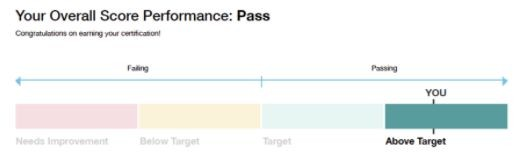 Your Overall Score Performance: Pass
Congratulations on earning your certification!
Failing Passing
YOU
Needs Improvement Below Target Target Above Target